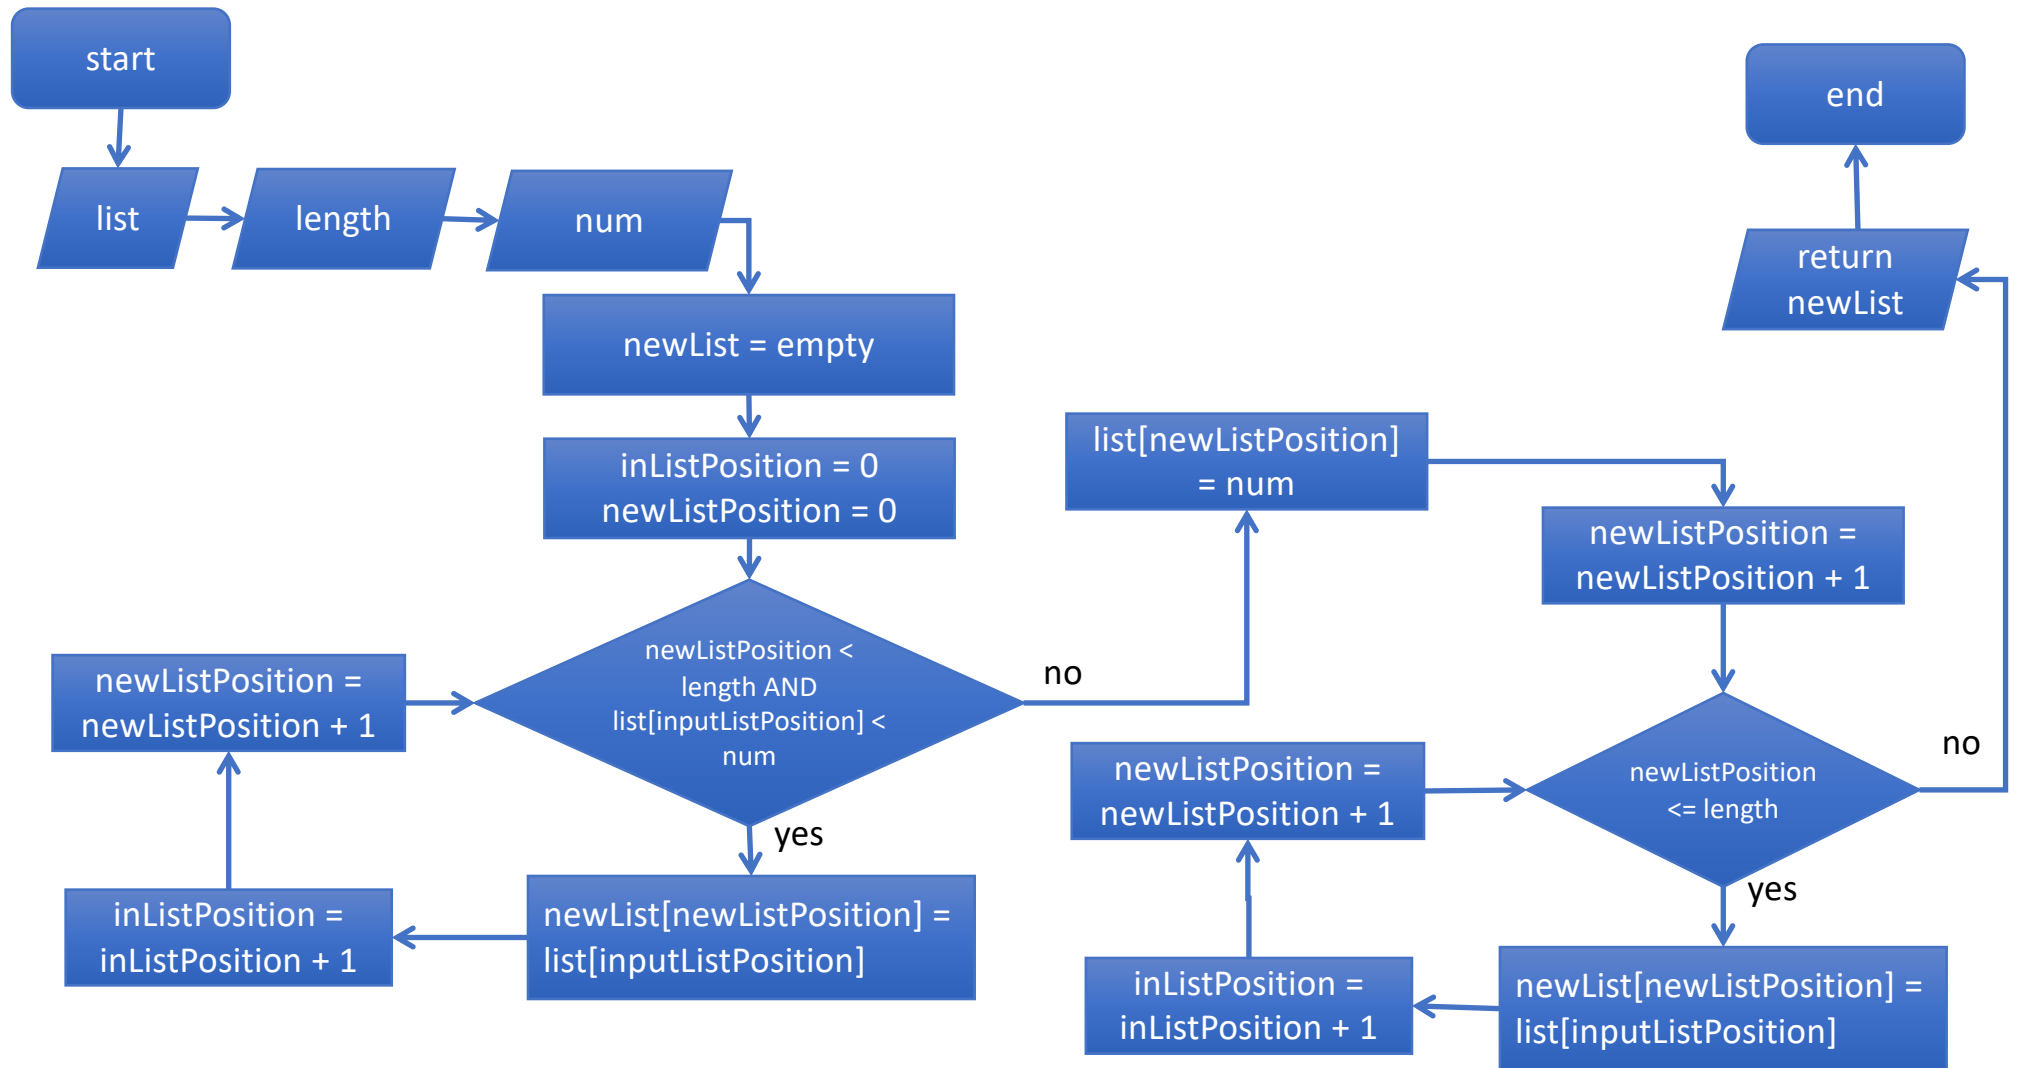 start
list
length
num
newList = empty
inListPosition = 0
newListPosition = 0
newListPosition <
length AND
list[inputListPosition] <
num
yes
newList[newListPosition] =
list[inputListPosition]
inListPosition =
inListPosition + 1
newListPosition =
newListPosition + 1
no
list[newListPosition]
= num
newListPosition =
newListPosition + 1
newListPosition
<= length
yes
newList[newListPosition] =
list[inputListPosition]
inListPosition =
inListPosition + 1
newListPosition =
newListPosition + 1
no
return
newList
end